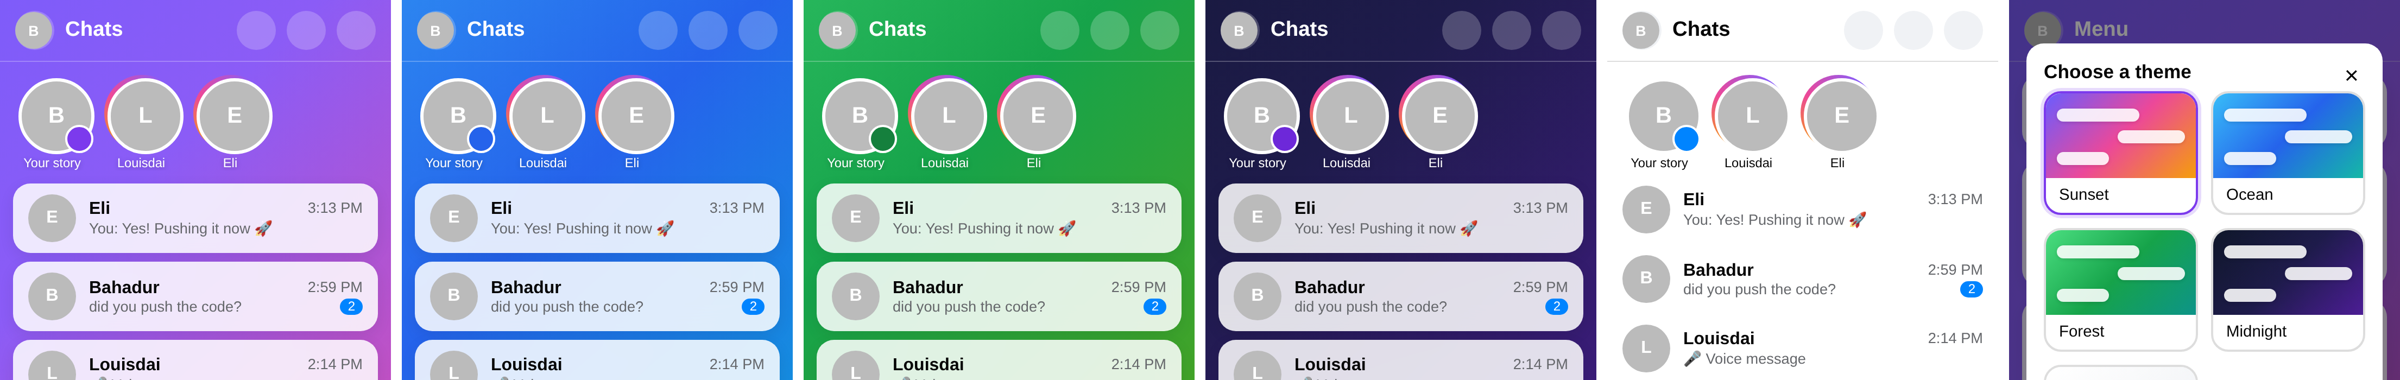 B Chats
B L E
Your story Louisdai Eli
E Eli 3:13 PM
You: Yes! Pushing it now 🚀
B Bahadur 2:59 PM
did you push the code? 2
L Louisdai 2:14 PM
B Chats
B L E
Your story Louisdai Eli
E Eli 3:13 PM
You: Yes! Pushing it now 🚀
B Bahadur 2:59 PM
did you push the code? 2
L Louisdai 2:14 PM
B Chats
B L E
Your story Louisdai Eli
E Eli 3:13 PM
You: Yes! Pushing it now 🚀
B Bahadur 2:59 PM
did you push the code? 2
L Louisdai 2:14 PM
B Chats
B L E
Your story Louisdai Eli
E Eli 3:13 PM
You: Yes! Pushing it now 🚀
B Bahadur 2:59 PM
did you push the code? 2
L Louisdai 2:14 PM
B Chats
B L E
Your story Louisdai Eli
E Eli 3:13 PM
You: Yes! Pushing it now 🚀
B Bahadur 2:59 PM
did you push the code? 2
L Louisdai 2:14 PM
🎤 Voice message
B Menu
Choose a theme ×
Sunset Ocean
Forest Midnight